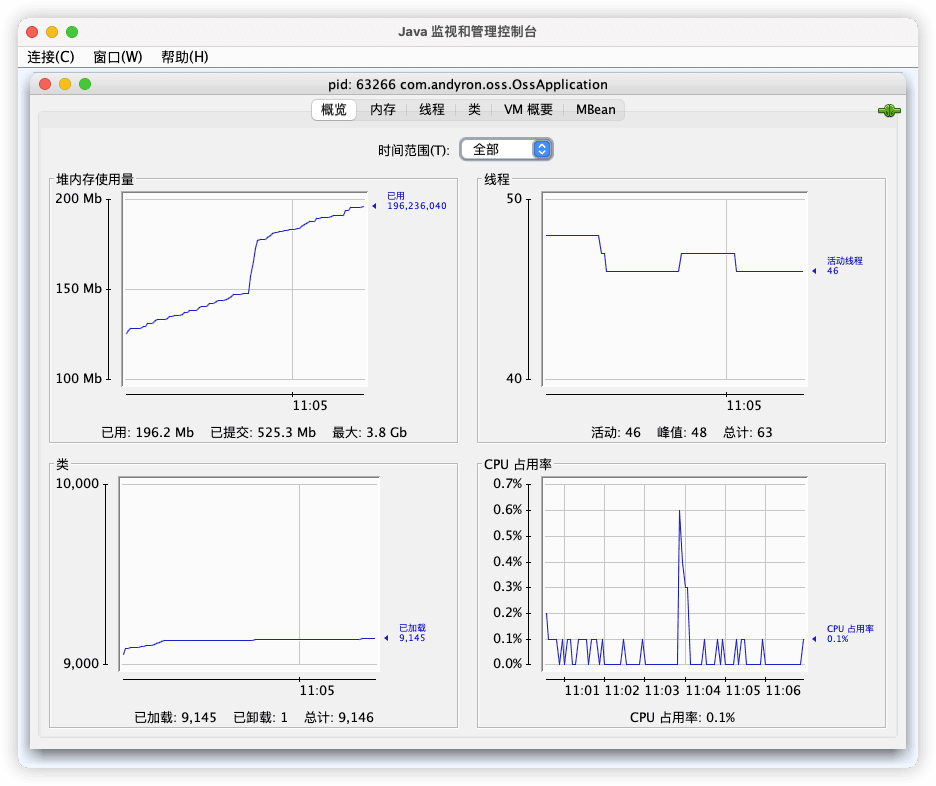 Java 监视和管理控制台
连接(C) 窗口(W) 帮助(H)
pid: 63266 com.andyron.oss.OssApplication
概览 内存 线程 类 VM 概要 MBean
时间范围(T): 全部
堆内存使用量
200 Mb
150 Mb
100 Mb
已用
196,236,040
11:05
已用: 196.2 Mb 已提交: 525.3 Mb 最大: 3.8 Gb
线程
50
40
活动线程
46
11:05
活动: 46 峰值: 48 总计: 63
类
10,000
9,000
已加载
9,145
11:05
已加载: 9,145 已卸载: 1 总计: 9,146
CPU 占用率
0.7%
0.6%
0.5%
0.4%
0.3%
0.2%
0.1%
0.0%
CPU 占用率
0.1%
11:01 11:02 11:03 11:04 11:05 11:06
CPU 占用率: 0.1%